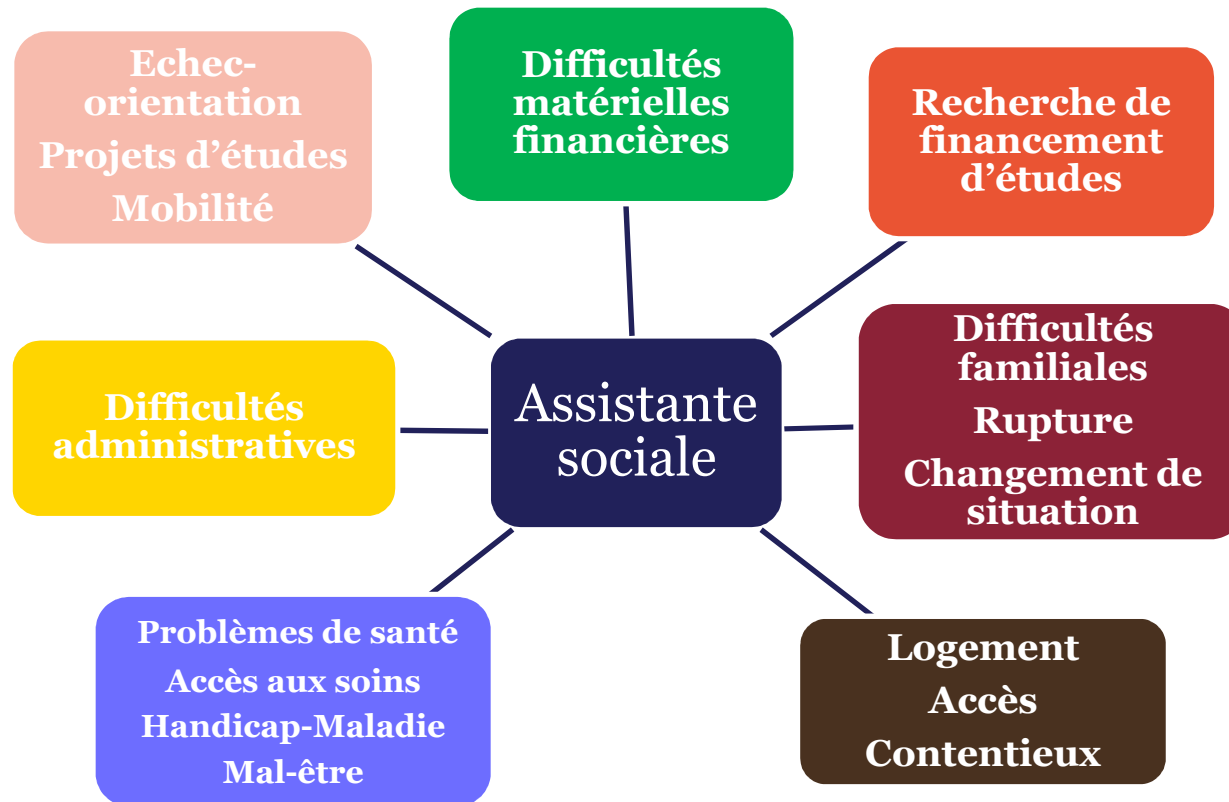 Echec-
orientation
Projets d’études
Mobilité
Difficultés
matérielles
financières
Recherche de
financement
d’études
Difficultés
administratives
Assistante
sociale
Difficultés
familiales
Rupture
Changement de
situation
Problèmes de santé
Accès aux soins
Handicap-Maladie
Mal-être
Logement
Accès
Contentieux